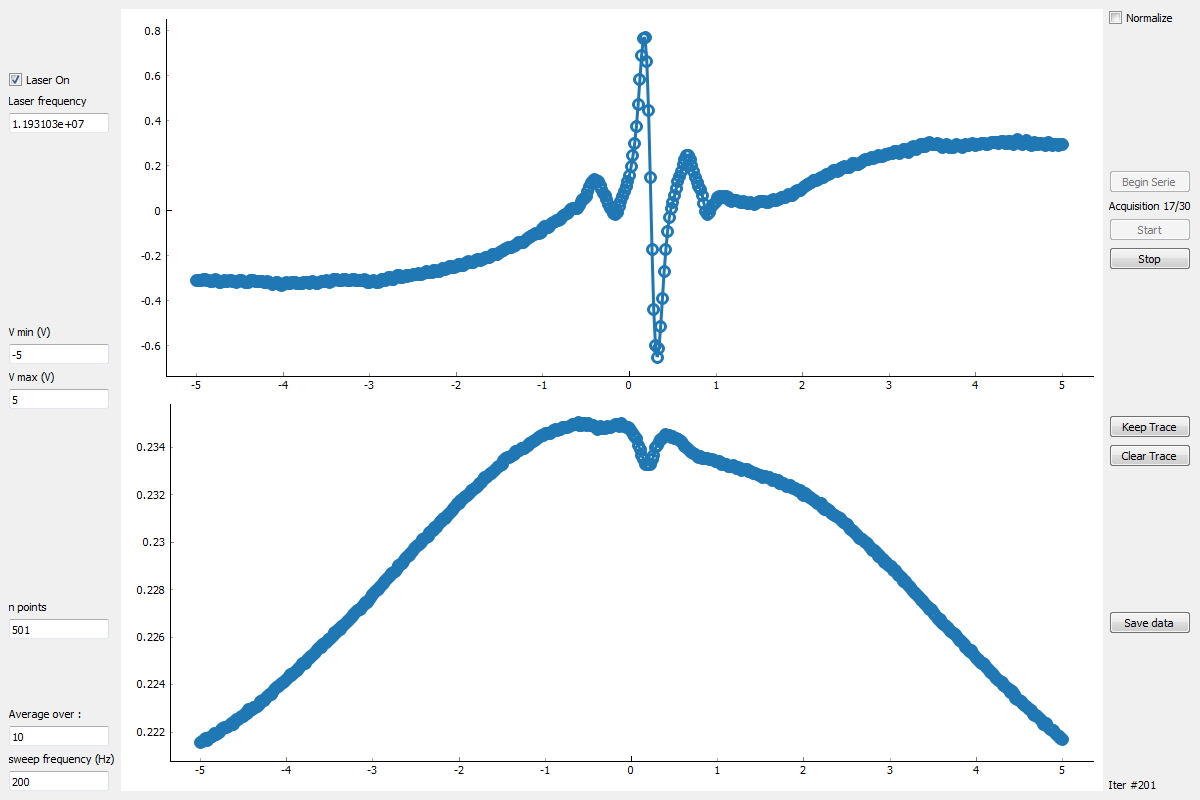 Laser On
Laser frequency
1.193103e+07
V min (V)
-5
V max (V)
5
n points
501
Average over :
10
sweep frequency (Hz)
200
0.8
0.6
0.4
0.2
0
-0.2
-0.4
-0.6
-5 -4 -3 -2 -1 0 1 2 3 4 5
0.234
0.232
0.23
0.228
0.226
0.224
0.222
-5 -4 -3 -2 -1 0 1 2 3 4 5
Normalize
Begin Serie
Acquisition 17/30
Start
Stop
Keep Trace
Clear Trace
Save data
Iter #201